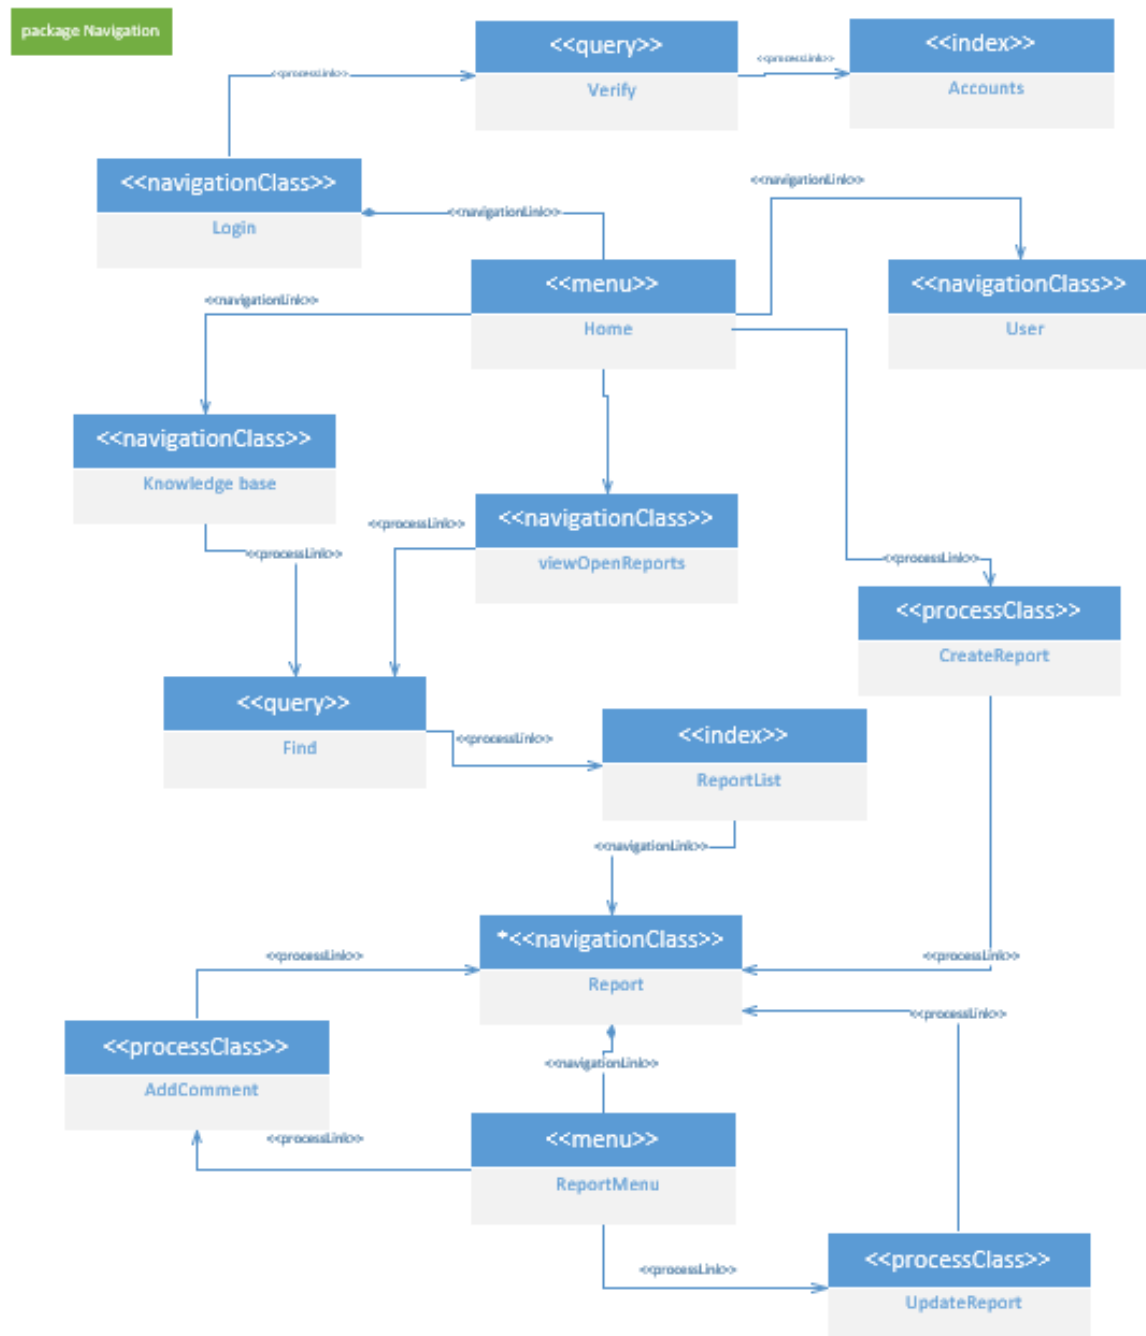 package Navigation
<<query>>
Verify
<<index>>
Accounts
<<processLink>>
<<processLink>>
<<navigationClass>>
Login
<<navigationLink>>
<<navigationLink>>
<<menu>>
Home
<<navigationClass>>
User
<<navigationLink>>
<<navigationClass>>
Knowledge base
<<navigationClass>>
viewOpenReports
<<processLink>>
<<processLink>>
<<processLink>>
<<processClass>>
CreateReport
<<query>>
Find
<<processLink>>
<<index>>
ReportList
<<navigationLink>>
*<<navigationClass>>
Report
<<processLink>>
<<processLink>>
<<processLink>>
<<processClass>>
AddComment
<<navigationLink>>
<<processLink>>
<<menu>>
ReportMenu
<<processLink>>
<<processClass>>
UpdateReport